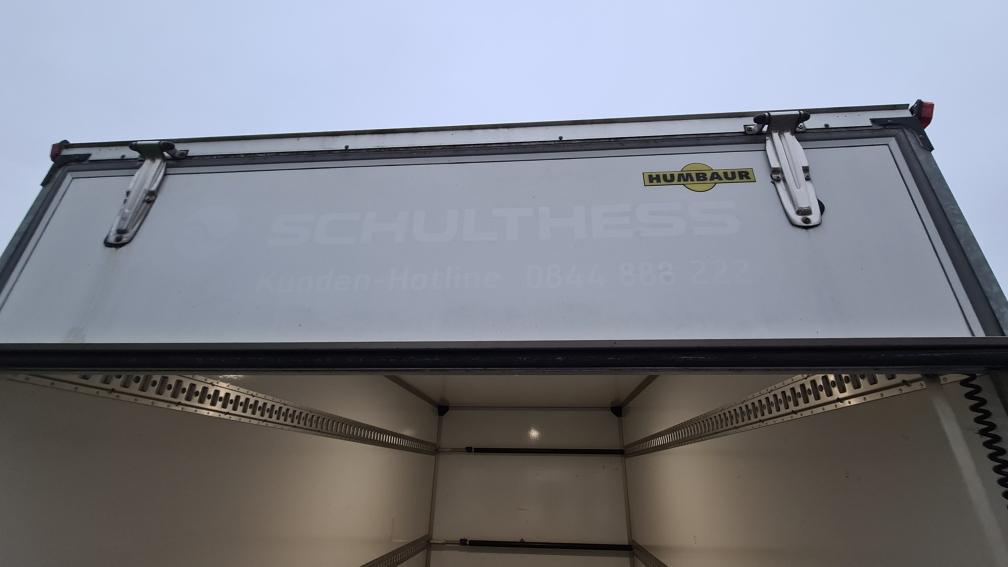 HUMBAUR
SCHULTHESS
Kunden-Hotline 0844 888 222